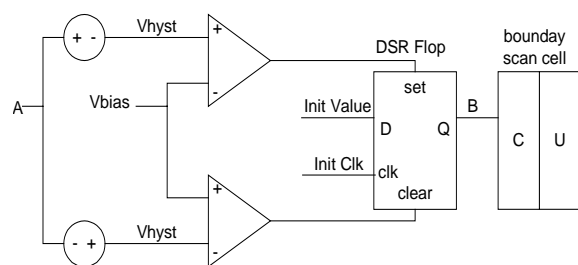 bounday
scan cell
DSR Flop
Vhyst
+ -
+
-
set
A
Vbias
Init Value
D
Q
B
C
U
Init Clk
clk
clear
+
-
- +
Vhyst